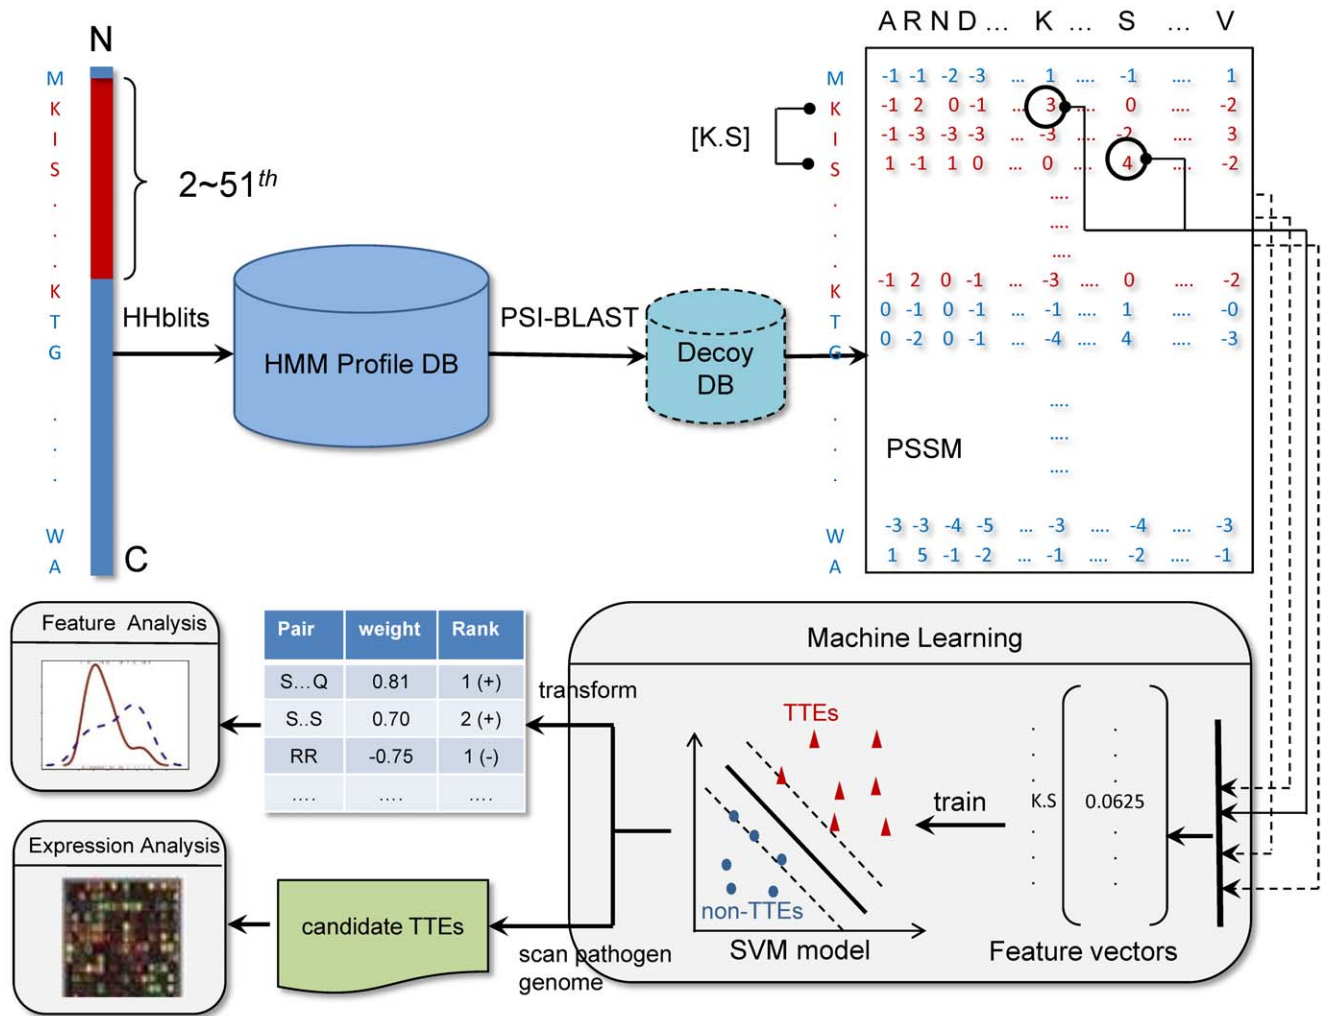 N
M
K
I
S
.
.
.
K
T
G
.
.
.
W
A
C
2~51th
HHblits
HMM Profile DB
PSI-BLAST
Decoy
DB
[K.S]
A R N D ... K ... S ... V
M -1 -1 -2 -3 ... 1 .... -1 .... 1
K -1 2 0 -1 ... 3 .... 0 .... -2
I -1 -3 -3 -3 ... -3 .... -2 .... 3
S 1 -1 1 0 ... 0 .... 4 .... -2
. ....
. ....
. ....
K -1 2 0 -1 ... -3 .... 0 .... -2
T 0 -1 0 -1 ... -1 .... 1 .... -0
G 0 -2 0 -1 ... -4 .... 4 .... -3
. ....
. ....
. ....
PSSM
W -3 -3 -4 -5 ... -3 .... -4 .... -3
A 1 5 -1 -2 ... -1 .... -2 .... -1
Feature Analysis
Pair weight Rank
S...Q 0.81 1 (+)
S..S 0.70 2 (+)
RR -0.75 1 (-)
.... .... ....
transform
Machine Learning
TTEs
non-TTEs
SVM model
train
. .
. .
K.S 0.0625
. .
. .
Feature vectors
Expression Analysis
candidate TTEs
scan pathogen
genome